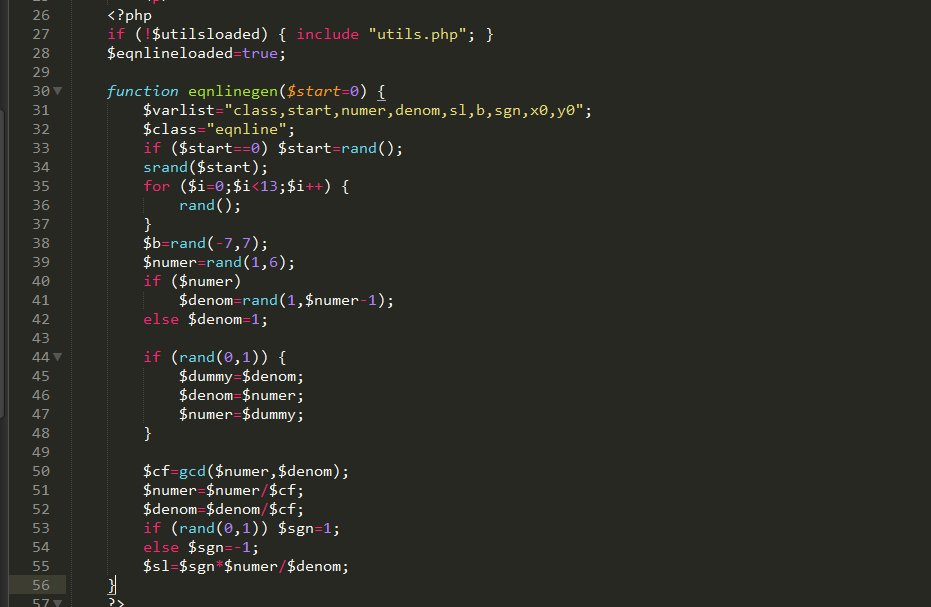 26 <?php
27 if (!$utilsloaded) { include "utils.php"; }
28 $eqnlineloaded=true;
29
30 function eqnlinegen($start=0) {
31 $varlist="class,start,numer,denom,sl,b,sgn,x0,y0";
32 $class="eqnline";
33 if ($start==0) $start=rand();
34 srand($start);
35 for ($i=0;$i<13;$i++) {
36 rand();
37 }
38 $b=rand(-7,7);
39 $numer=rand(1,6);
40 if ($numer)
41 $denom=rand(1,$numer-1);
42 else $denom=1;
43
44 if (rand(0,1)) {
45 $dummy=$denom;
46 $denom=$numer;
47 $numer=$dummy;
48 }
49
50 $cf=gcd($numer,$denom);
51 $numer=$numer/$cf;
52 $denom=$denom/$cf;
53 if (rand(0,1)) $sgn=1;
54 else $sgn=-1;
55 $sl=$sgn*$numer/$denom;
56 }
57 ?>